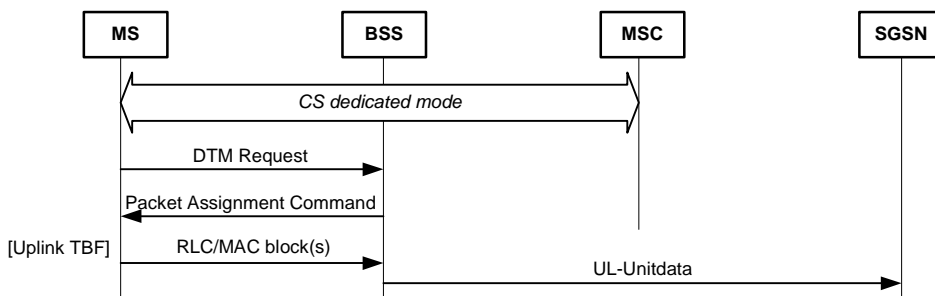 MS
BSS
MSC
SGSN
CS dedicated mode
DTM Request
Packet Assignment Command
[Uplink TBF]
RLC/MAC block(s)
UL-Unitdata